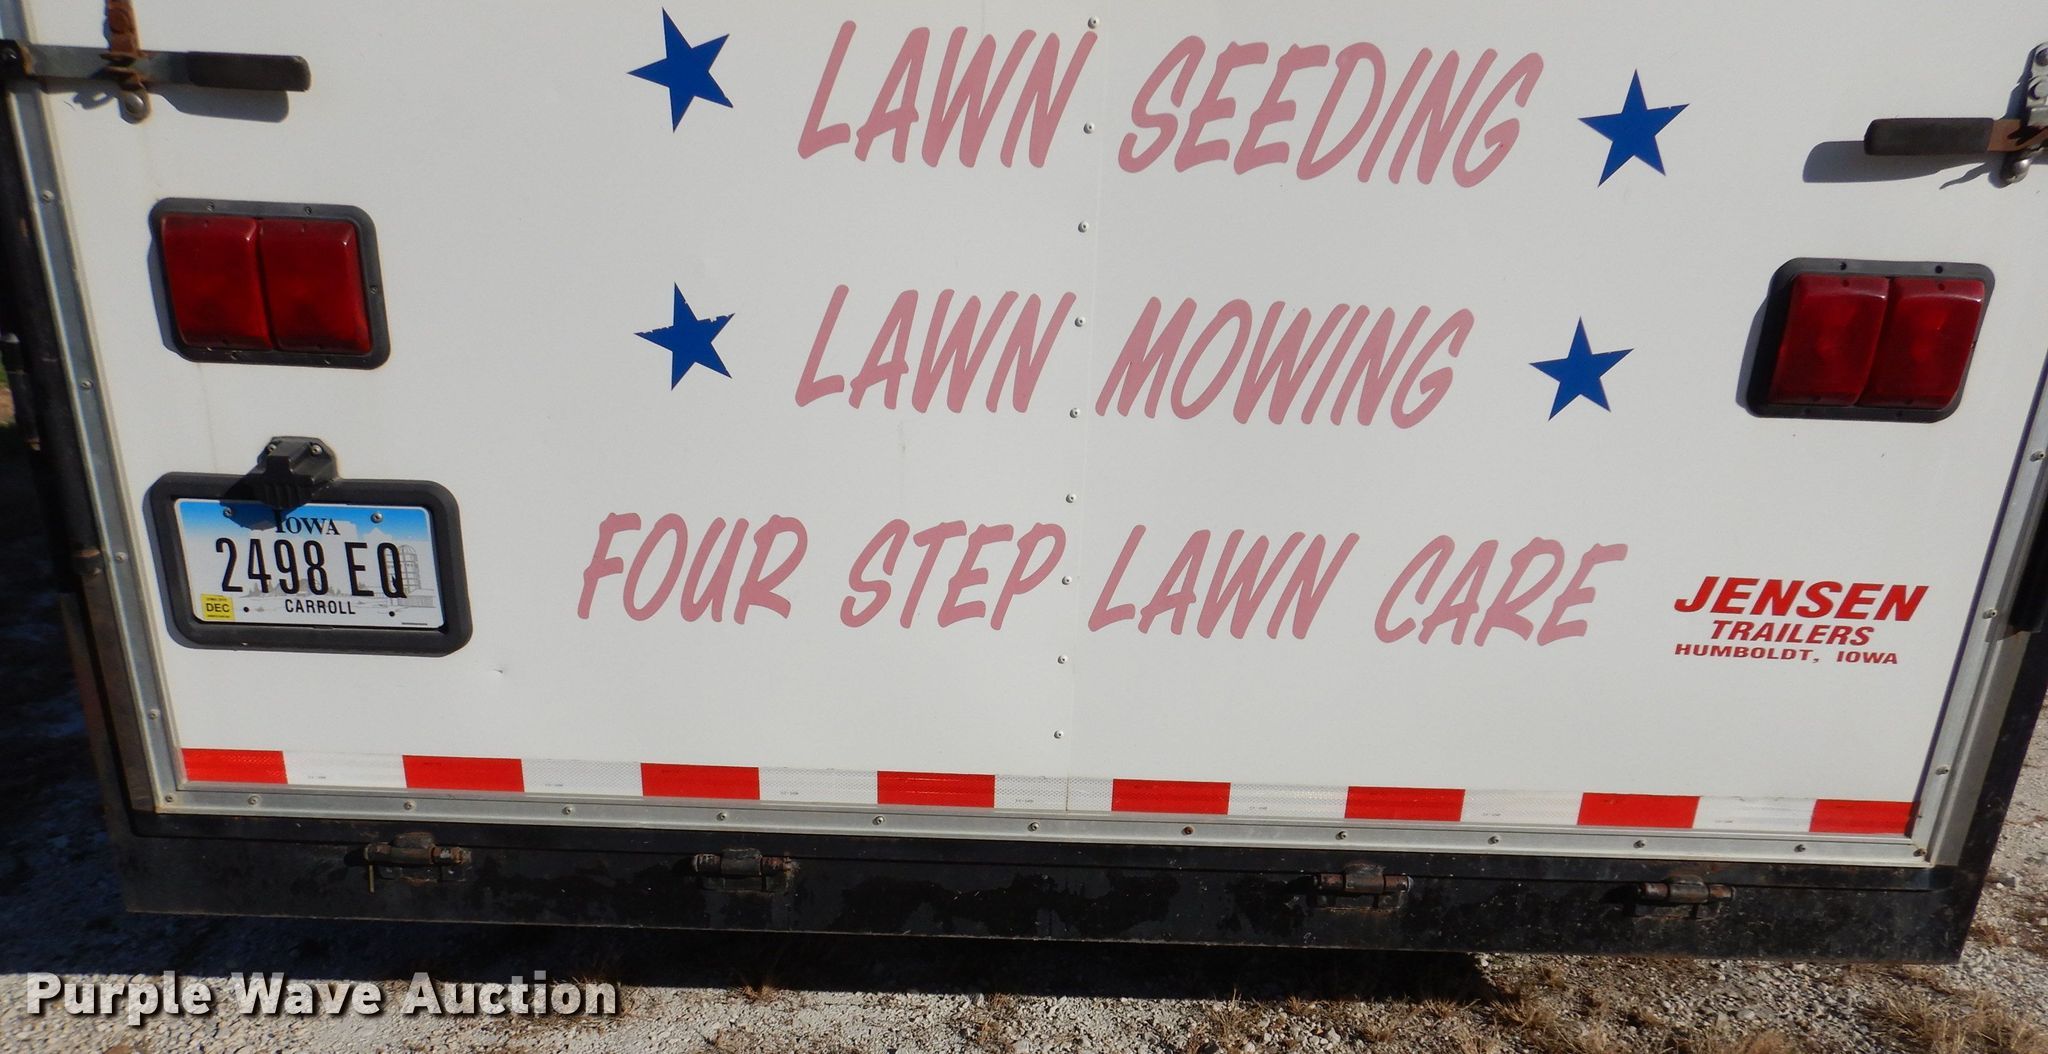 LAWN SEEDING
LAWN MOWING
FOUR STEP LAWN CARE
IOWA
2498 EQ
DEC
CARROLL
JENSEN
TRAILERS
HUMBOLDT, IOWA
Purple Wave Auction